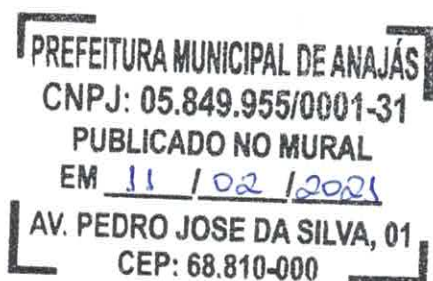 PREFEITURA MUNICIPAL DE ANAJÁS
CNPJ: 05.849.955/0001-31
PUBLICADO NO MURAL
EM 11 / 02 / 2021
AV. PEDRO JOSE DA SILVA, 01
CEP: 68.810-000